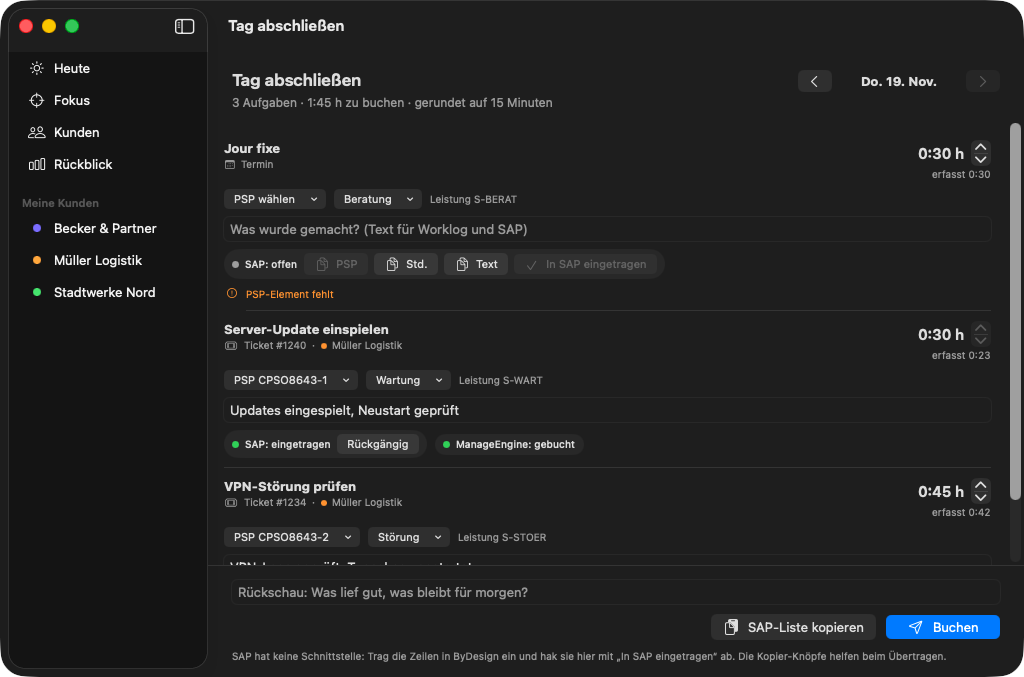 Tag abschließen
Heute
Fokus
Kunden
Rückblick
Meine Kunden
Becker & Partner
Müller Logistik
Stadtwerke Nord
Tag abschließen
Do. 19. Nov.
3 Aufgaben · 1:45 h zu buchen · gerundet auf 15 Minuten
Jour fixe
0:30 h
Termin
erfasst 0:30
PSP wählen Beratung Leistung S-BERAT
Was wurde gemacht? (Text für Worklog und SAP)
SAP: offen PSP Std. Text In SAP eingetragen
PSP-Element fehlt
Server-Update einspielen
0:30 h
Ticket #1240 · Müller Logistik
erfasst 0:23
PSP CPSO8643-1 Wartung Leistung S-WART
Updates eingespielt, Neustart geprüft
SAP: eingetragen Rückgängig ManageEngine: gebucht
VPN-Störung prüfen
0:45 h
Ticket #1234 · Müller Logistik
erfasst 0:42
PSP CPSO8643-2 Störung Leistung S-STOER
Rückschau: Was lief gut, was bleibt für morgen?
SAP-Liste kopieren Buchen
SAP hat keine Schnittstelle: Trag die Zeilen in ByDesign ein und hak sie hier mit „In SAP eingetragen“ ab. Die Kopier-Knöpfe helfen beim Übertragen.